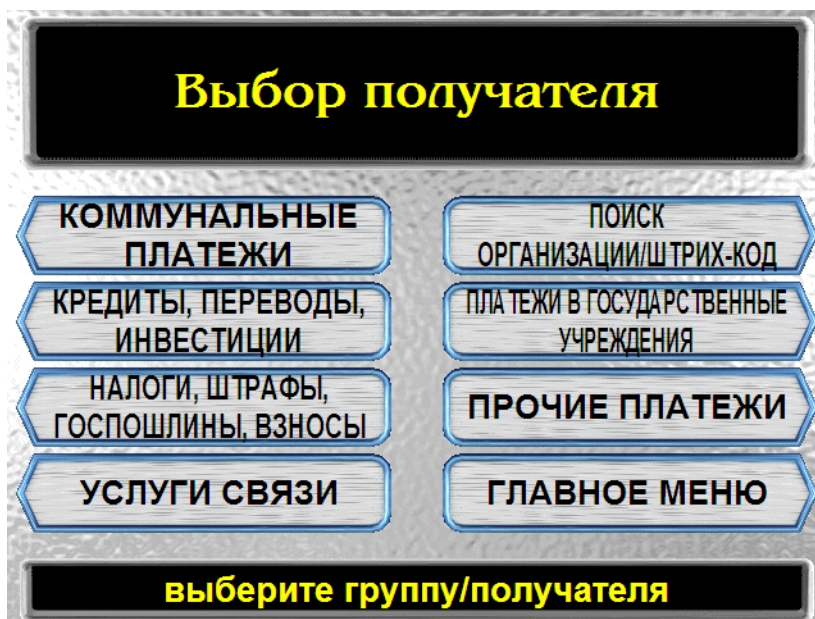 Выбор получателя
КОММУНАЛЬНЫЕ
ПЛАТЕЖИ
ПОИСК
ОРГАНИЗАЦИИ/ШТРИХ-КОД
КРЕДИТЫ, ПЕРЕВОДЫ,
ИНВЕСТИЦИИ
ПЛАТЕЖИ В ГОСУДАРСТВЕННЫЕ
УЧРЕЖДЕНИЯ
НАЛОГИ, ШТРАФЫ,
ГОСПОШЛИНЫ, ВЗНОСЫ
ПРОЧИЕ ПЛАТЕЖИ
УСЛУГИ СВЯЗИ
ГЛАВНОЕ МЕНЮ
выберите группу/получателя